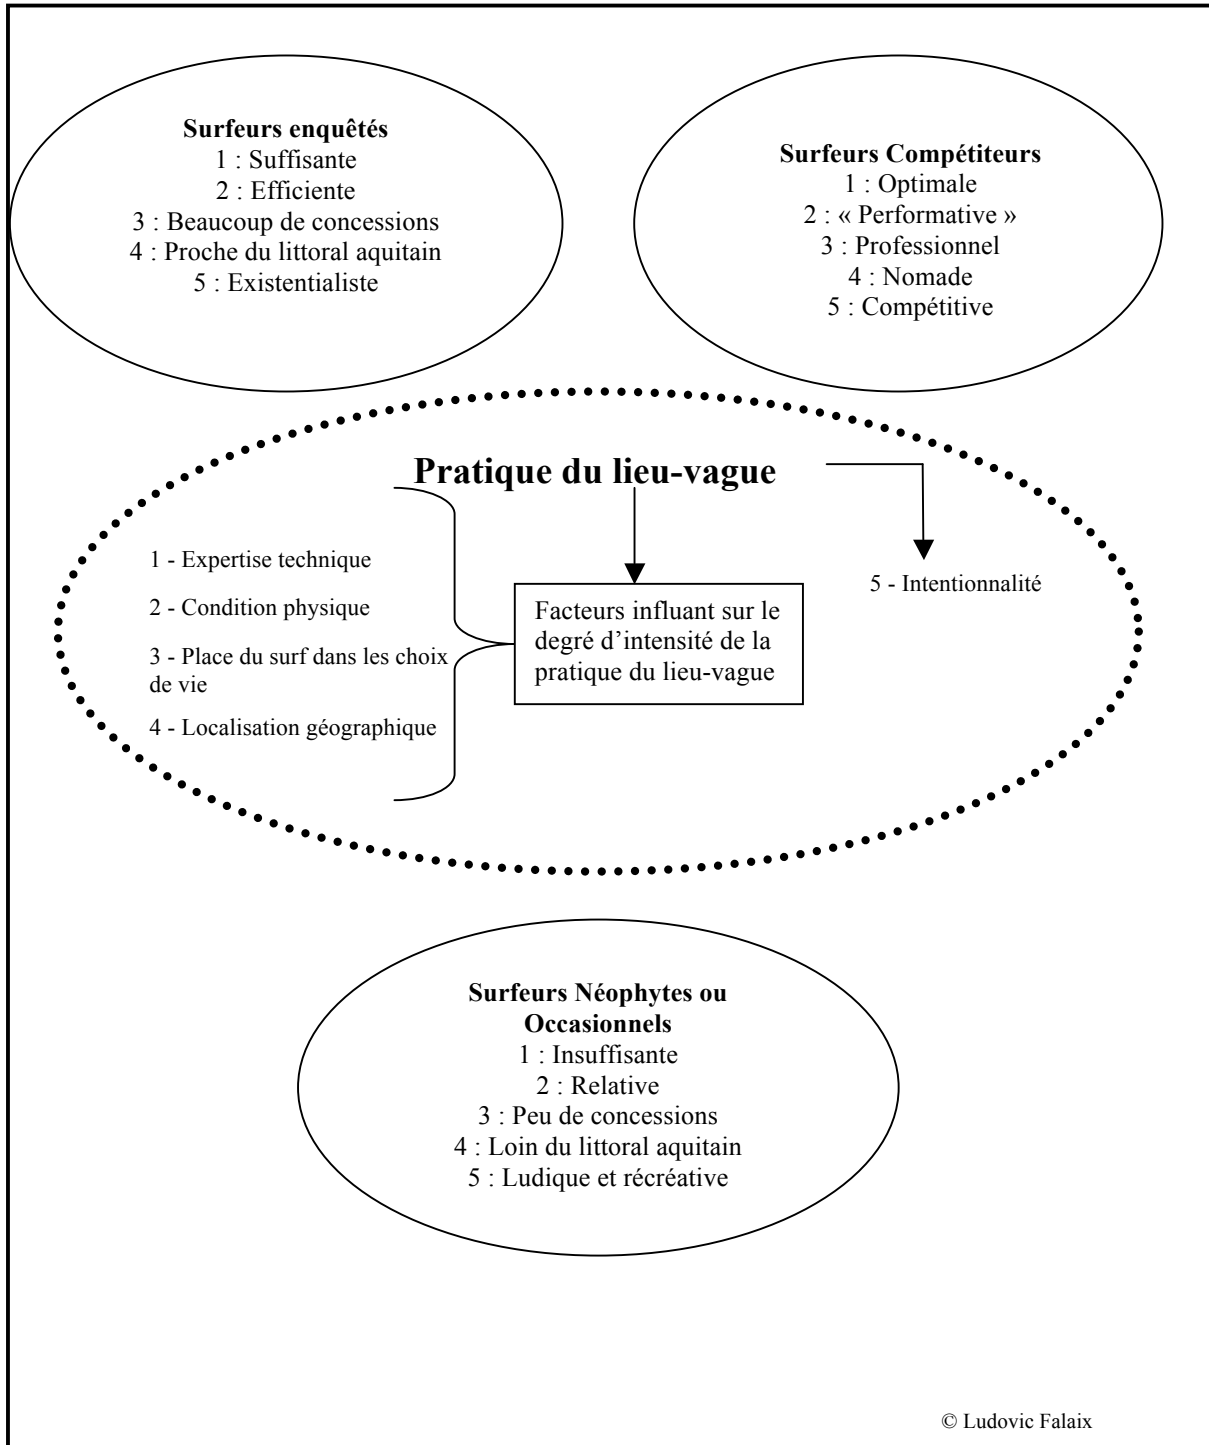 Surfeurs enquêtés
1 : Suffisante
2 : Efficiente
3 : Beaucoup de concessions
4 : Proche du littoral aquitain
5 : Existentialiste
Surfeurs Compétiteurs
1 : Optimale
2 : « Performative »
3 : Professionnel
4 : Nomade
5 : Compétitive
Pratique du lieu-vague
1 - Expertise technique
2 - Condition physique
3 - Place du surf dans les choix
de vie
4 - Localisation géographique
Facteurs influant sur le
degré d’intensité de la
pratique du lieu-vague
5 - Intentionnalité
Surfeurs Néophytes ou
Occasionnels
1 : Insuffisante
2 : Relative
3 : Peu de concessions
4 : Loin du littoral aquitain
5 : Ludique et récréative
© Ludovic Falaix